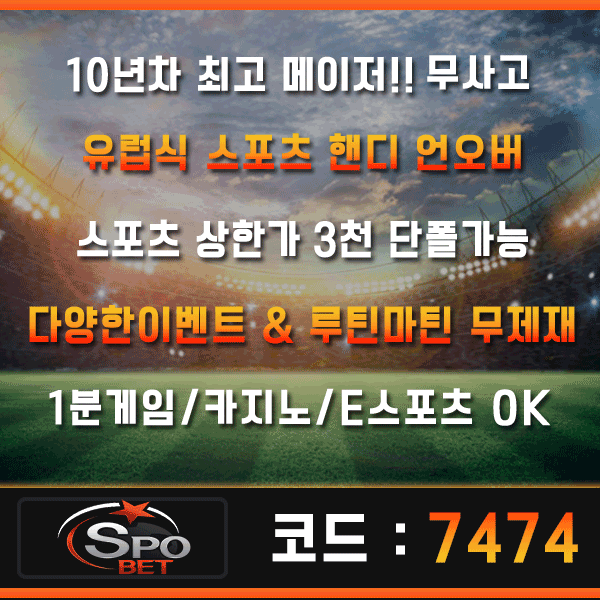 10년차 최고 메이저!! 무사고
유럽식 스포츠 핸디 언오버
스포츠 상한가 3천 단폴가능
다양한이벤트 & 루틴마틴 무제재
1분게임/카지노/E스포츠 OK
SPO
BET
코드 : 7474